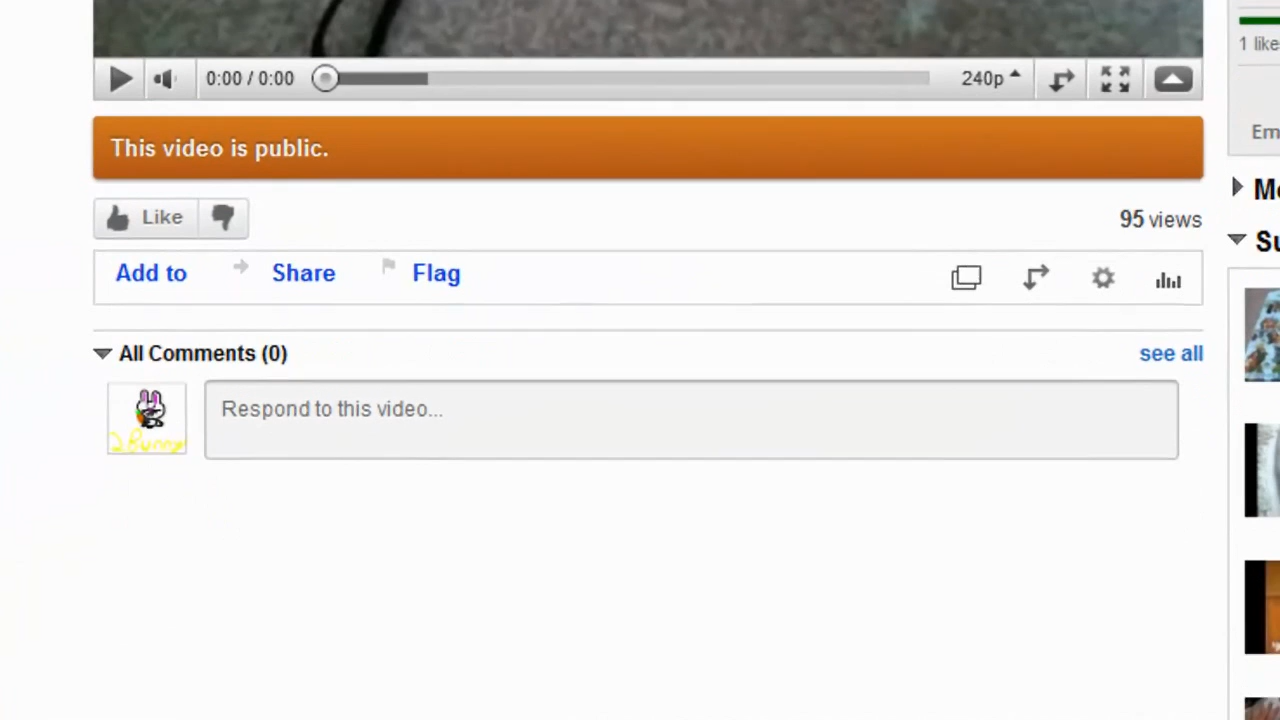 0:00 / 0:00
240p
This video is public.
Like
95 views
Add to
Share
Flag
All Comments (0)
see all
Respond to this video...
2Bunny
1 like